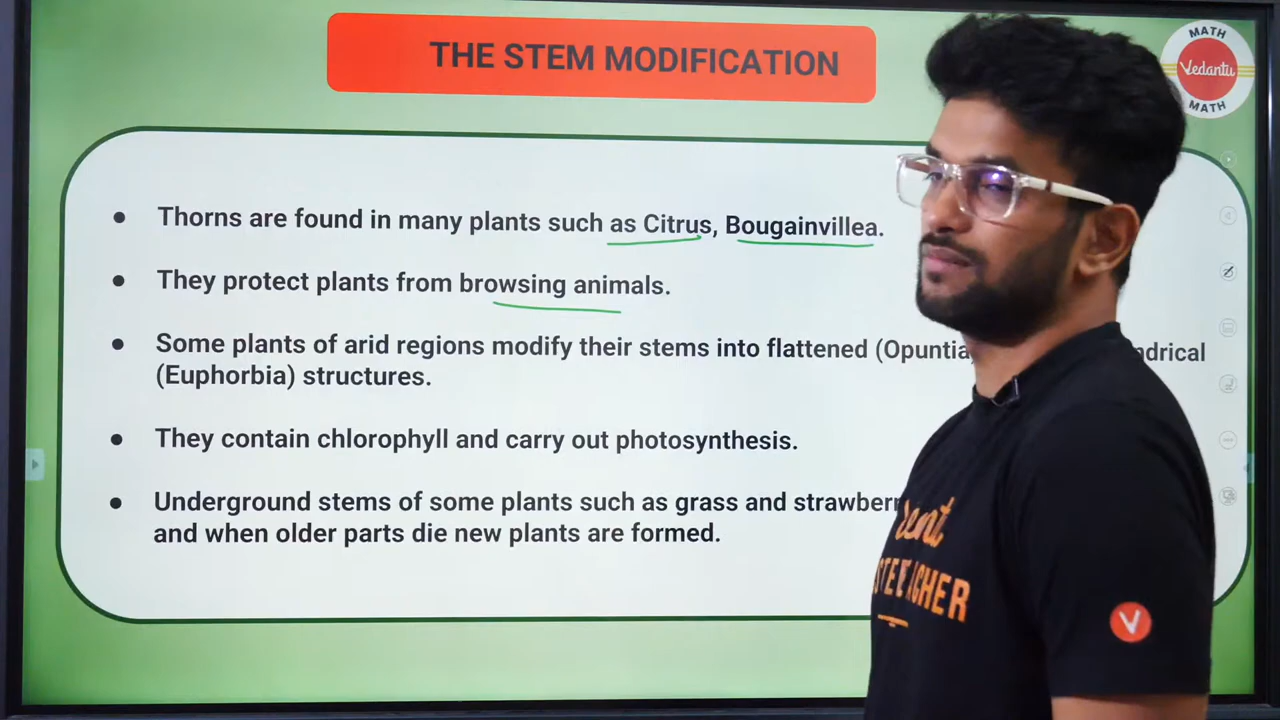 THE STEM MODIFICATION
MATH
Vedantu
MATH
Thorns are found in many plants such as Citrus, Bougainvillea.
They protect plants from browsing animals.
Some plants of arid regions modify their stems into flattened (Opuntia
(Euphorbia) structures.
They contain chlorophyll and carry out photosynthesis.
Underground stems of some plants such as grass and
and when older parts die new plants are formed.
V